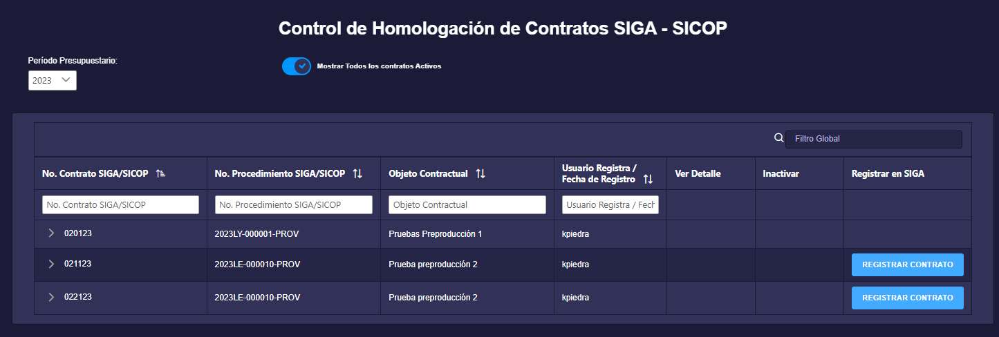 Control de Homologación de Contratos SIGA - SICOP
Período Presupuestario:
2023
Mostrar Todos los contratos Activos
Filtro Global
No. Contrato SIGA/SICOP
No. Procedimiento SIGA/SICOP
Objeto Contractual
Usuario Registra /
Fecha de Registro
Ver Detalle
Inactivar
Registrar en SIGA
No. Contrato SIGA/SICOP
No. Procedimiento SIGA/SICOP
Objeto Contractual
Usuario Registra / Fech
020123
2023LY-000001-PROV
Pruebas Preproducción 1
kpiedra
021123
2023LE-000010-PROV
Prueba preproducción 2
kpiedra
REGISTRAR CONTRATO
022123
2023LE-000010-PROV
Prueba preproducción 2
kpiedra
REGISTRAR CONTRATO